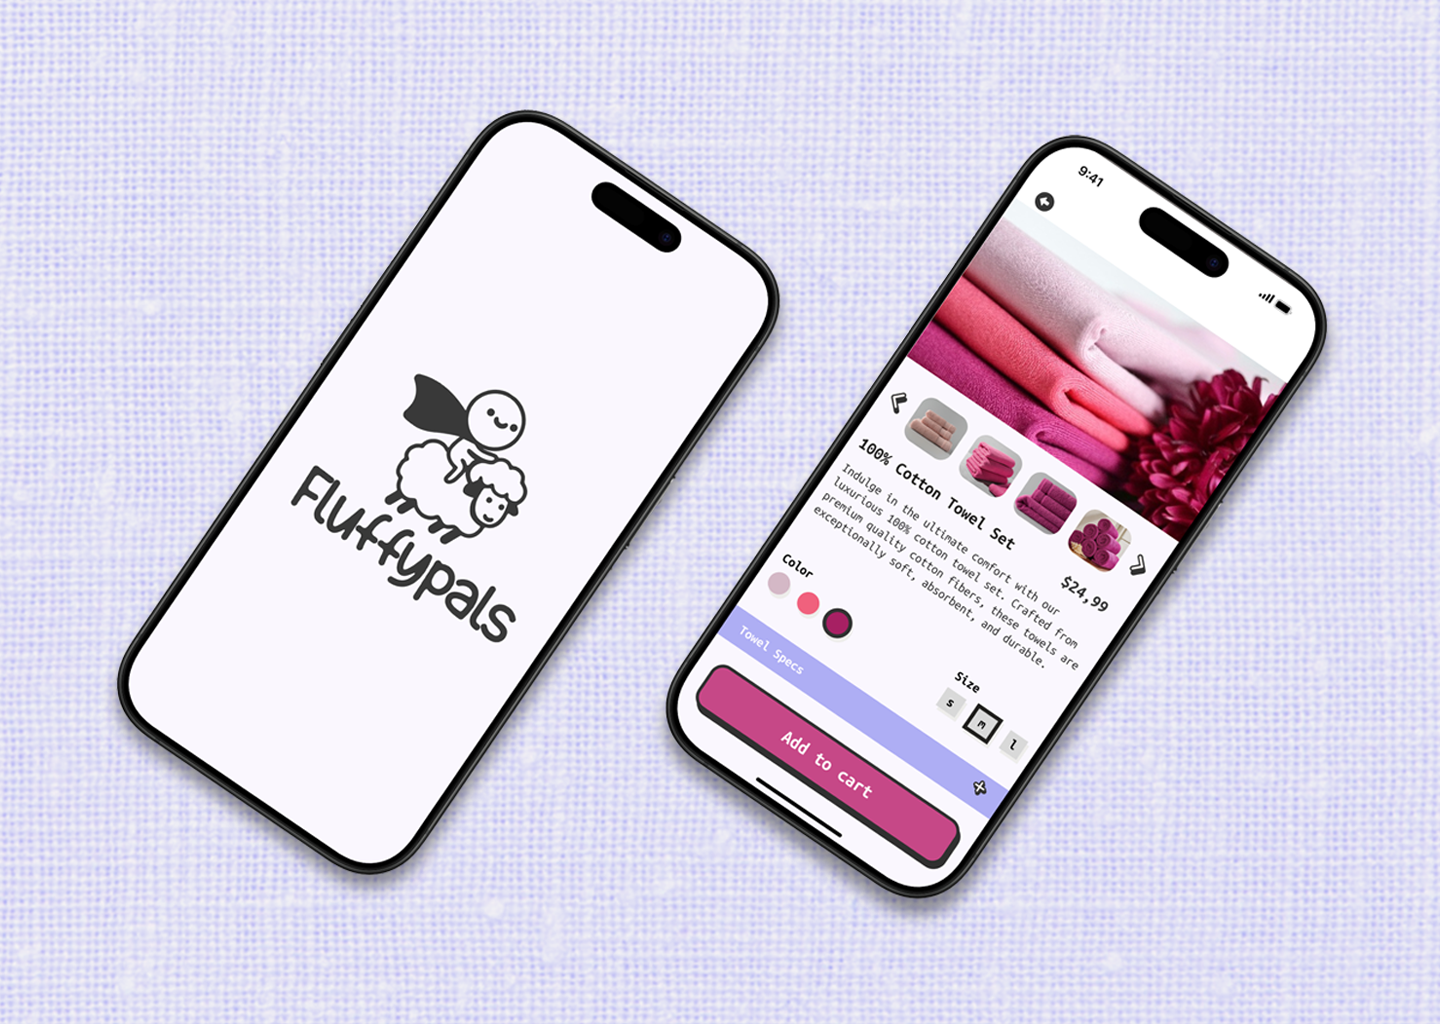 Fluffypals
9:41
100% Cotton Towel Set
$24,99
Indulge in the ultimate comfort with our
luxurious 100% cotton towel set. Crafted from
premium quality cotton fibers, these towels are
exceptionally soft, absorbent, and durable.
Color
Size
s m l
Towel Specs
Add to cart